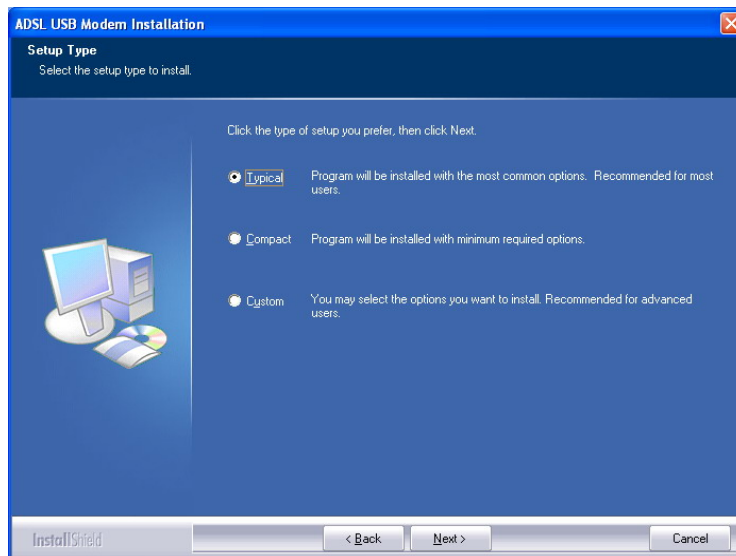 ADSL USB Modem Installation
Setup Type
Select the setup type to install.
Click the type of setup you prefer, then click Next.
Typical
Program will be installed with the most common options. Recommended for most
users.
Compact
Program will be installed with minimum required options.
Custom
You may select the options you want to install. Recommended for advanced
users.
InstallShield
< Back
Next >
Cancel